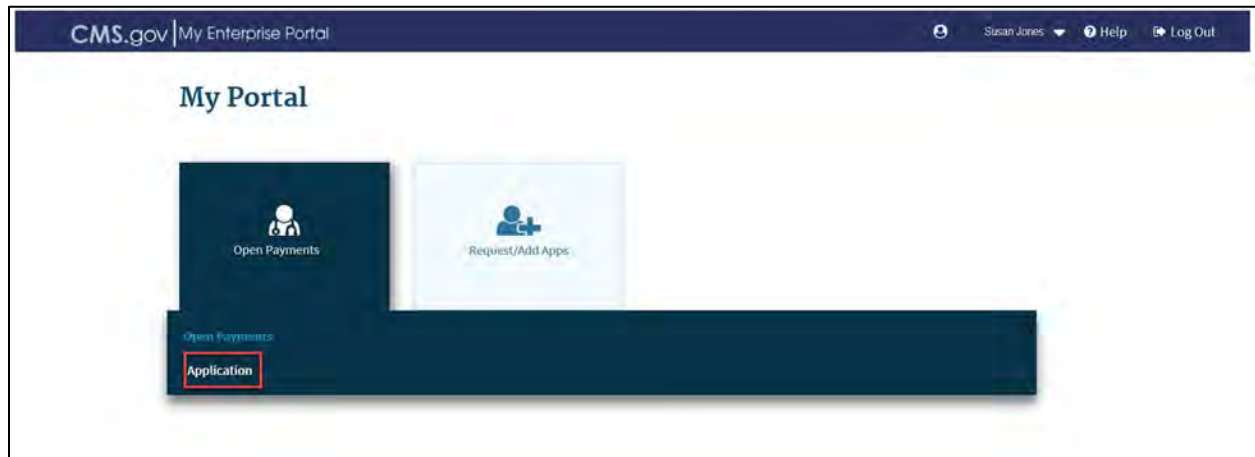 CMS.gov My Enterprise Portal Susan Jones Help Log Out
My Portal
Open Payments Request/Add Apps
Open Payments
Application